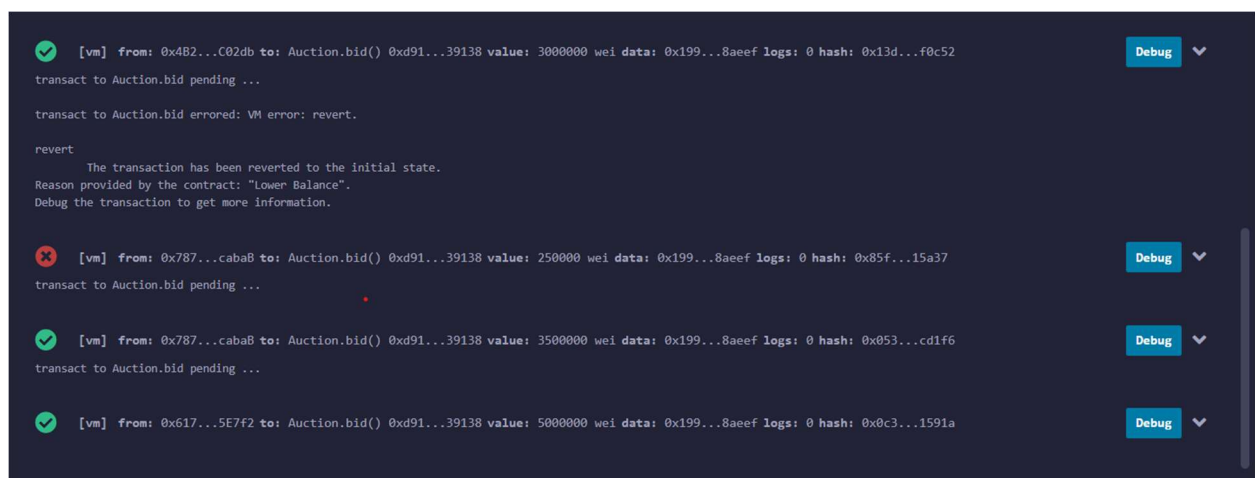 [vm] from: 0x4B2...C02db to: Auction.bid() 0xd91...39138 value: 3000000 wei data: 0x199...8aeef logs: 0 hash: 0x13d...f0c52 Debug
transact to Auction.bid pending ...
transact to Auction.bid errored: VM error: revert.
revert
The transaction has been reverted to the initial state.
Reason provided by the contract: "Lower Balance".
Debug the transaction to get more information.
[vm] from: 0x787...cabaB to: Auction.bid() 0xd91...39138 value: 250000 wei data: 0x199...8aeef logs: 0 hash: 0x85f...15a37 Debug
transact to Auction.bid pending ...
[vm] from: 0x787...cabaB to: Auction.bid() 0xd91...39138 value: 3500000 wei data: 0x199...8aeef logs: 0 hash: 0x053...cd1f6 Debug
transact to Auction.bid pending ...
[vm] from: 0x617...5E7f2 to: Auction.bid() 0xd91...39138 value: 5000000 wei data: 0x199...8aeef logs: 0 hash: 0x0c3...1591a Debug